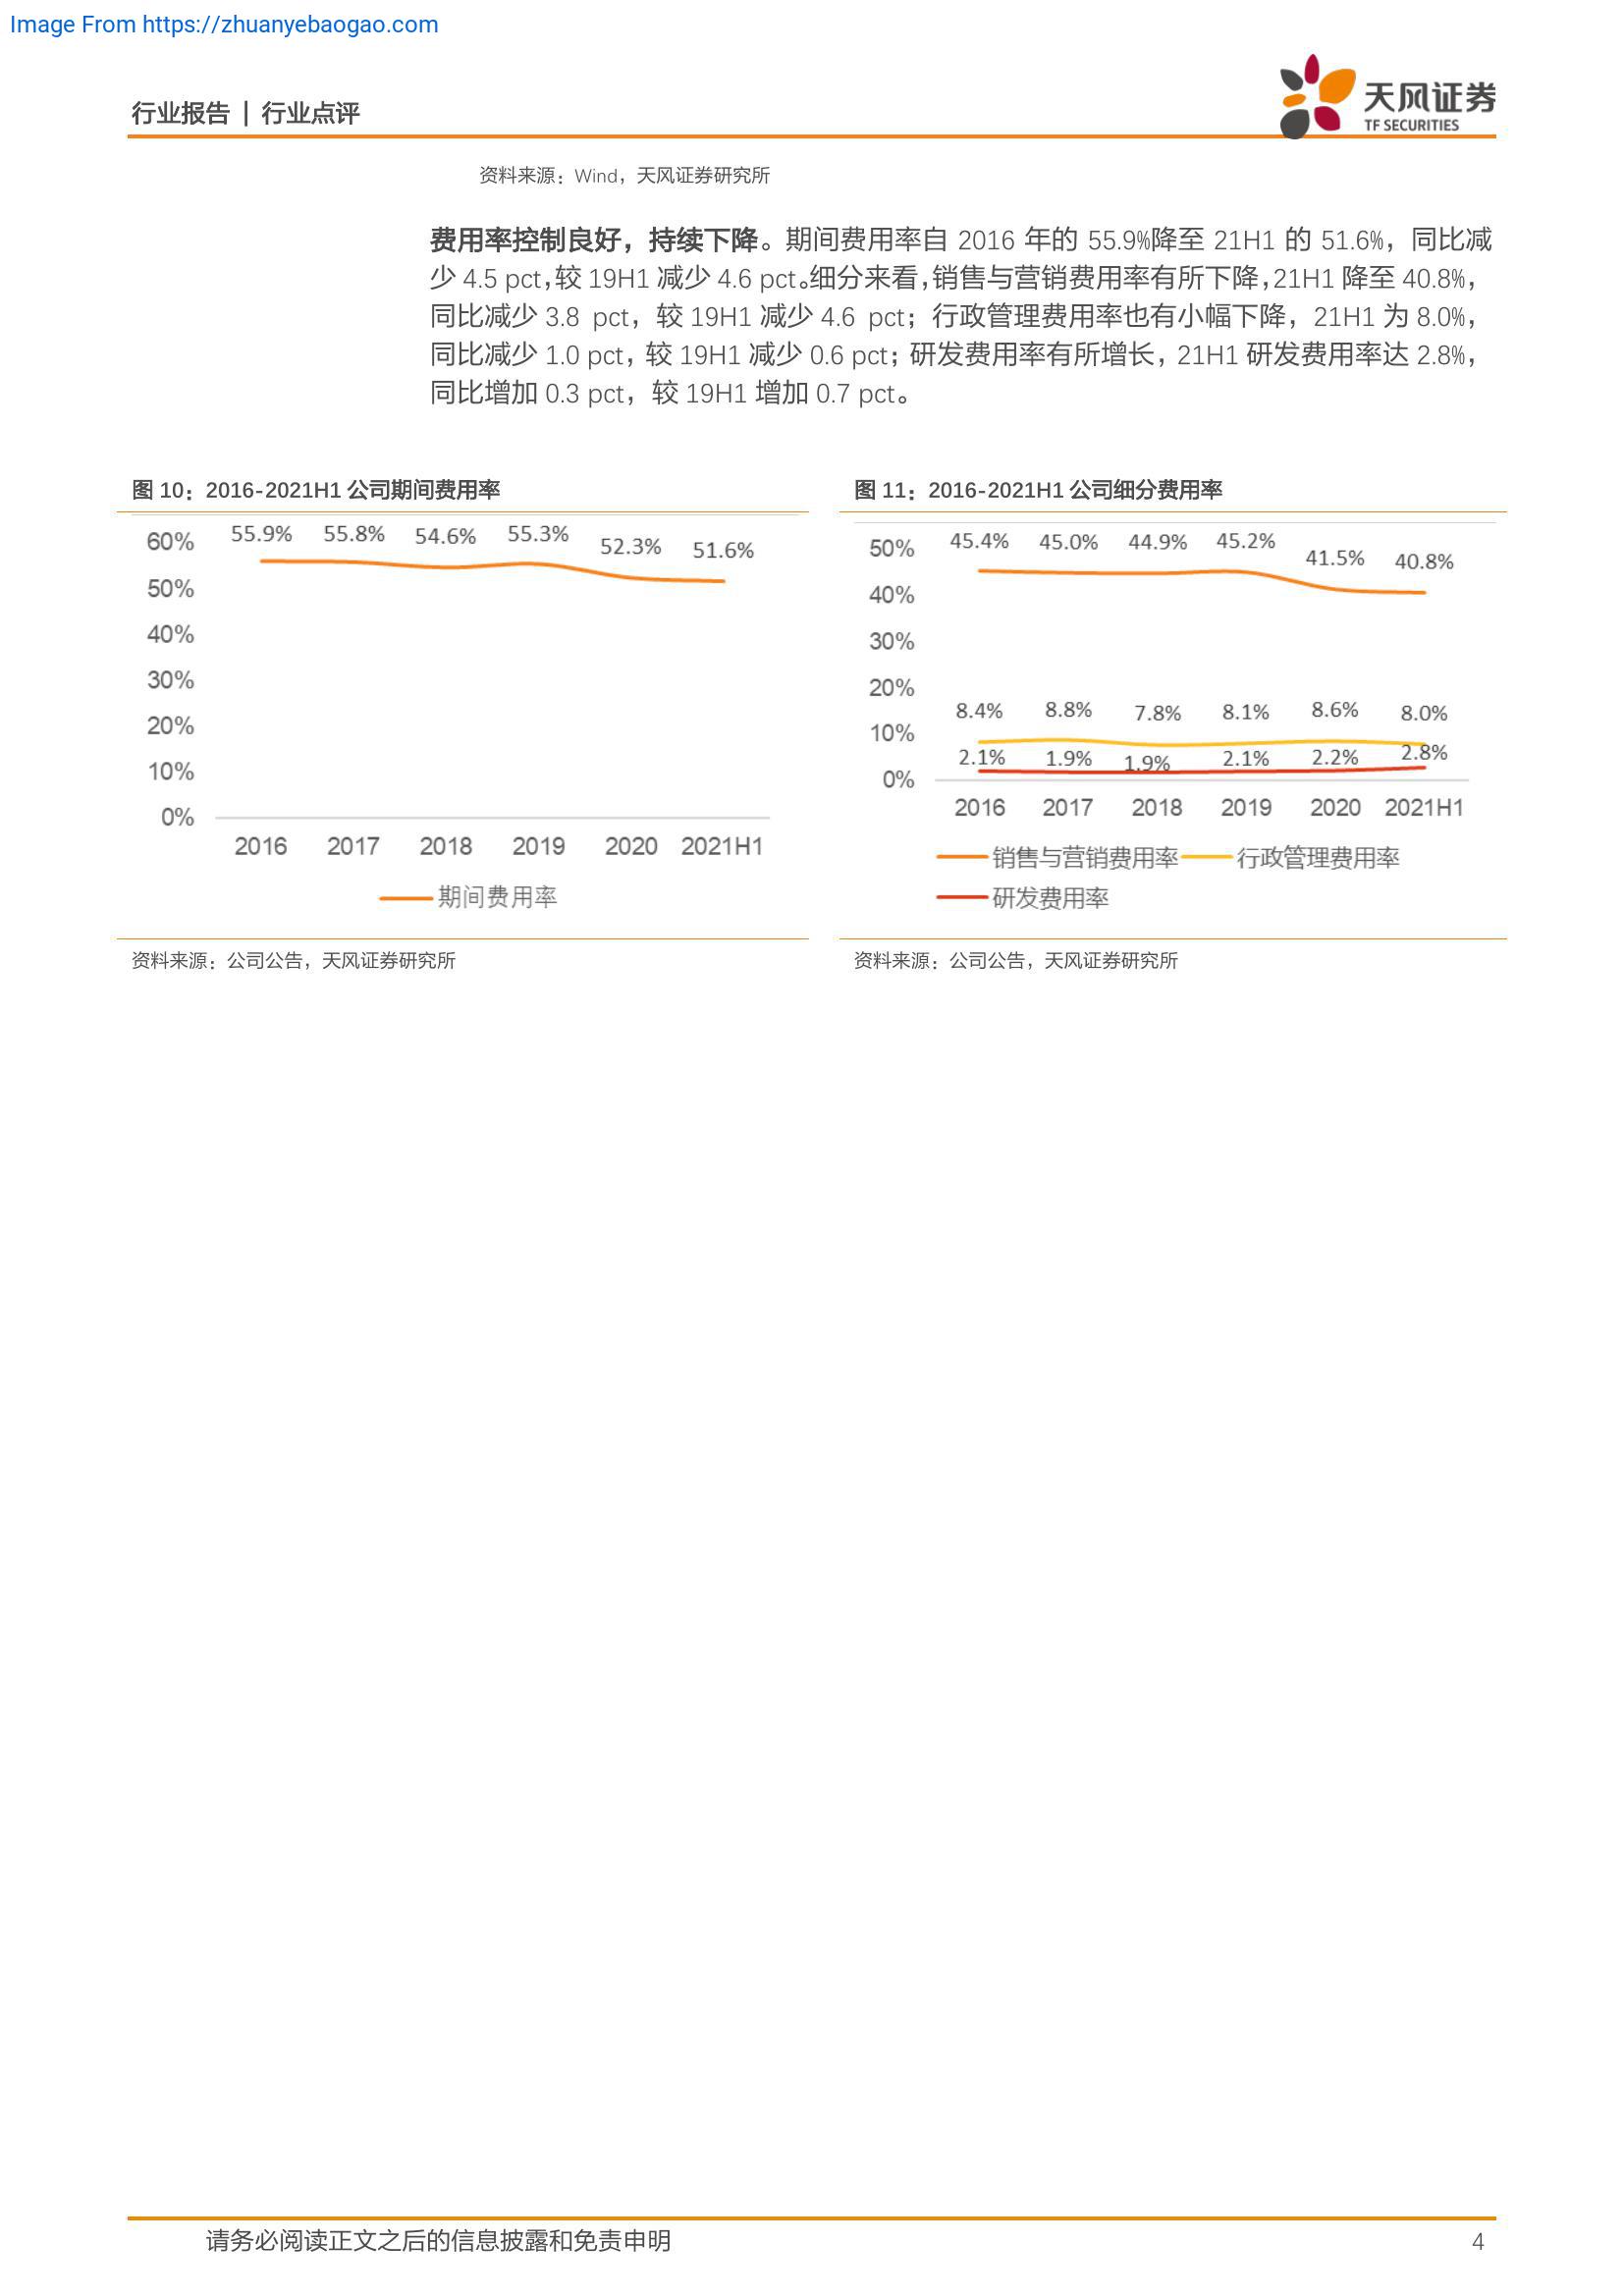 Image From https://zhuanyebaogao.com
行业报告 | 行业点评
天风证券
TF SECURITIES
资料来源：Wind，天风证券研究所
费用率控制良好，持续下降。期间费用率自 2016 年的 55.9%降至 21H1 的 51.6%，同比减
少 4.5 pct，较 19H1 减少 4.6 pct。细分来看，销售与营销费用率有所下降，21H1 降至 40.8%，
同比减少 3.8 pct，较 19H1 减少 4.6 pct；行政管理费用率也有小幅下降，21H1 为 8.0%，
同比减少 1.0 pct，较 19H1 减少 0.6 pct；研发费用率有所增长，21H1 研发费用率达 2.8%，
同比增加 0.3 pct，较 19H1 增加 0.7 pct。
图 10：2016-2021H1 公司期间费用率
60%
50%
40%
30%
20%
10%
0%
55.9% 55.8% 54.6% 55.3% 52.3% 51.6%
2016 2017 2018 2019 2020 2021H1
期间费用率
资料来源：公司公告，天风证券研究所
图 11：2016-2021H1 公司细分费用率
50%
40%
30%
20%
10%
0%
45.4% 45.0% 44.9% 45.2% 41.5% 40.8%
8.4% 8.8% 7.8% 8.1% 8.6% 8.0%
2.1% 1.9% 1.9% 2.1% 2.2% 2.8%
2016 2017 2018 2019 2020 2021H1
销售与营销费用率 行政管理费用率
研发费用率
资料来源：公司公告，天风证券研究所
请务必阅读正文之后的信息披露和免责申明 4